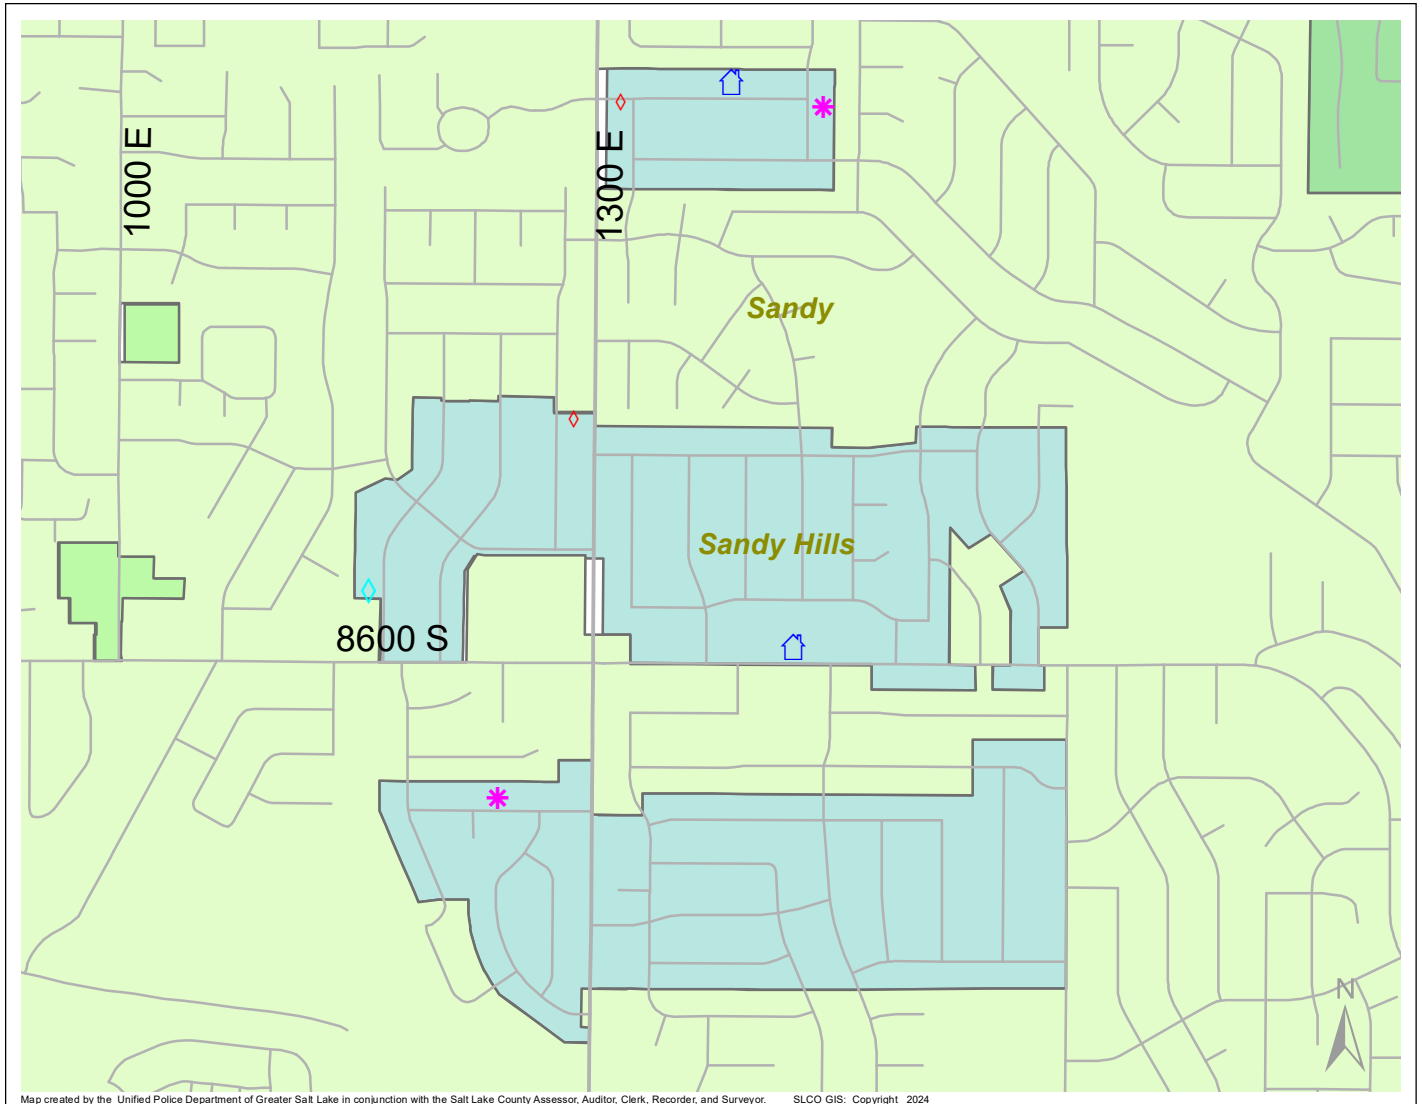 1000 E
1300 E
Sandy
Sandy Hills
8600 S
N
Map created by the Unified Police Department of Greater Salt Lake in conjunction with the Salt Lake County Assessor, Auditor, Clerk, Recorder, and Surveyor. SLCO GIS: Copyright 2024